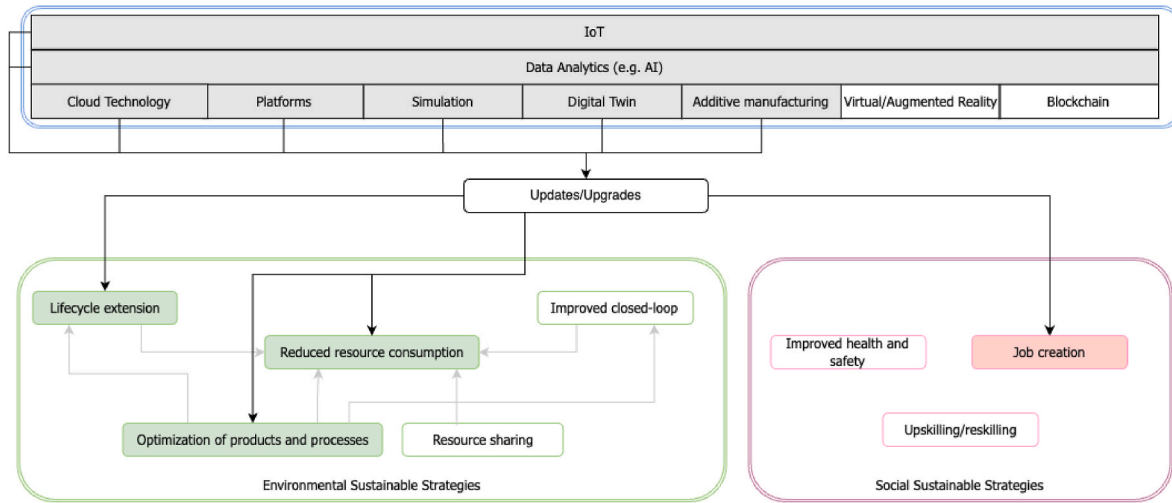 IoT
Data Analytics (e.g. AI)
Cloud Technology
Platforms
Simulation
Digital Twin
Additive manufacturing
Virtual/Augmented Reality
Blockchain
Updates/Upgrades
Lifecycle extension
Improved closed-loop
Reduced resource consumption
Optimization of products and processes
Resource sharing
Environmental Sustainable Strategies
Improved health and
safety
Job creation
Upskilling/reskilling
Social Sustainable Strategies